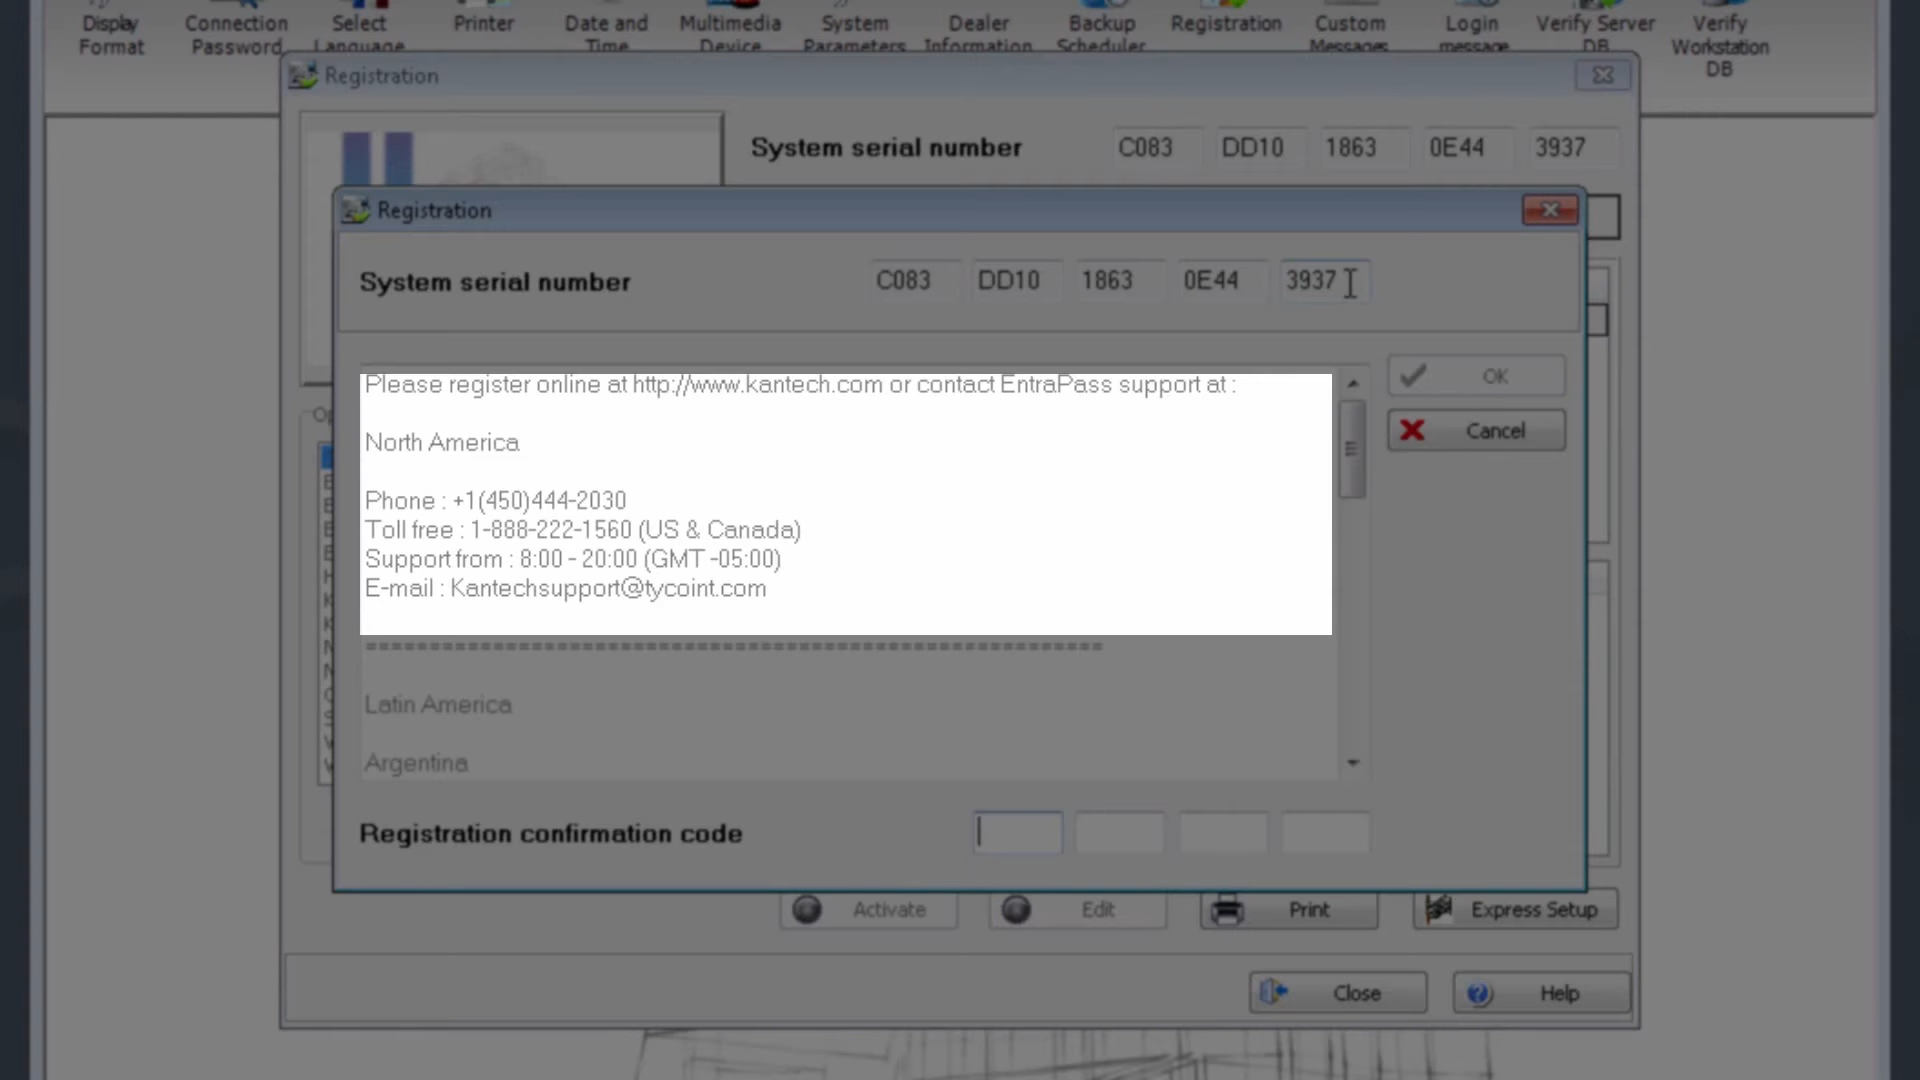 Display Format
Connection Password
Select Language
Printer
Date and Time
Multimedia Device
System Parameters
Dealer Information
Backup Scheduler
Registration
Custom Messages
Login message
Verify Server DB
Verify Workstation DB
Registration
System serial number C083 DD10 1863 0E44 3937
Registration
System serial number C083 DD10 1863 0E44 3937
Please register online at http://www.kantech.com or contact EntraPass support at :
North America
Phone : +1(450)444-2030
Toll free : 1-888-222-1560 (US & Canada)
Support from : 8:00 - 20:00 (GMT -05:00)
E-mail : Kantechsupport@tycoint.com
==========================================================
Latin America
Argentina
OK
Cancel
Registration confirmation code
Activate Edit Print Express Setup
Close Help